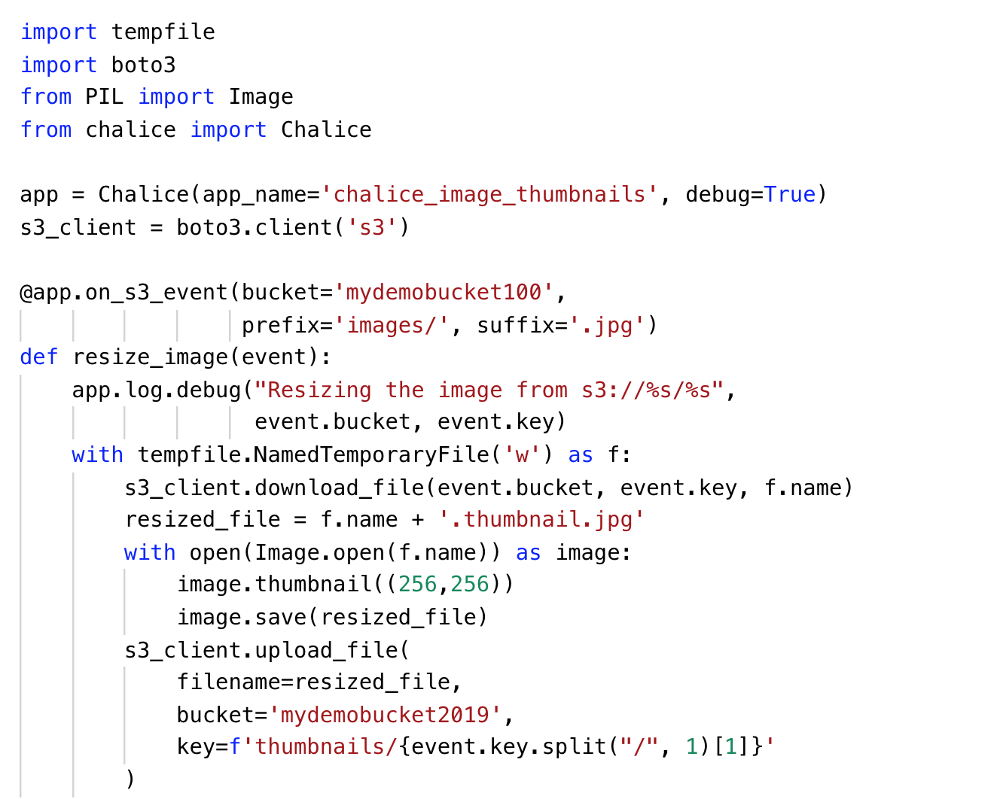 import tempfile
import boto3
from PIL import Image
from chalice import Chalice

app = Chalice(app_name='chalice_image_thumbnails', debug=True)
s3_client = boto3.client('s3')

@app.on_s3_event(bucket='mydemobucket100',
                 prefix='images/', suffix='.jpg')
def resize_image(event):
    app.log.debug("Resizing the image from s3://%s/%s",
                  event.bucket, event.key)
    with tempfile.NamedTemporaryFile('w') as f:
        s3_client.download_file(event.bucket, event.key, f.name)
        resized_file = f.name + '.thumbnail.jpg'
        with open(Image.open(f.name)) as image:
            image.thumbnail((256,256))
            image.save(resized_file)
        s3_client.upload_file(
            filename=resized_file,
            bucket='mydemobucket2019',
            key=f'thumbnails/{event.key.split("/", 1)[1]}'
        )